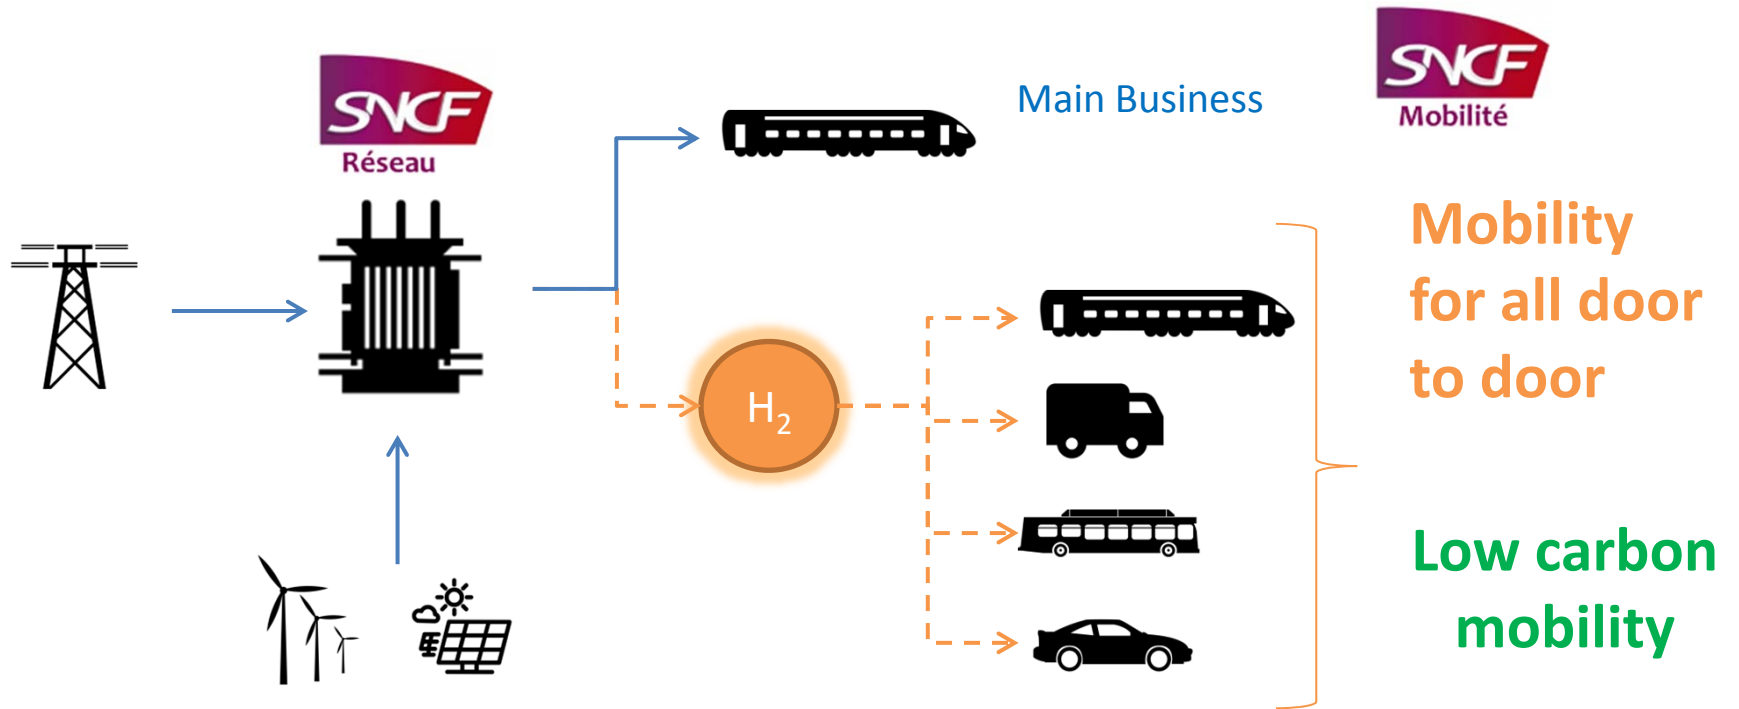 SNCF
Réseau
Main Business
SNCF
Mobilité
H₂
Mobility
for all door
to door
Low carbon
mobility